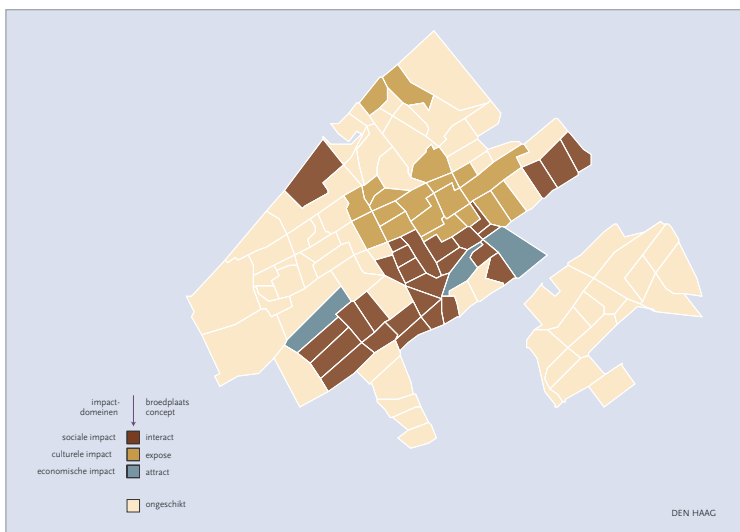 impact-
domeinen
broedplaats
concept
sociale impact interact
culturele impact expose
economische impact attract
ongeschikt
DEN HAAG